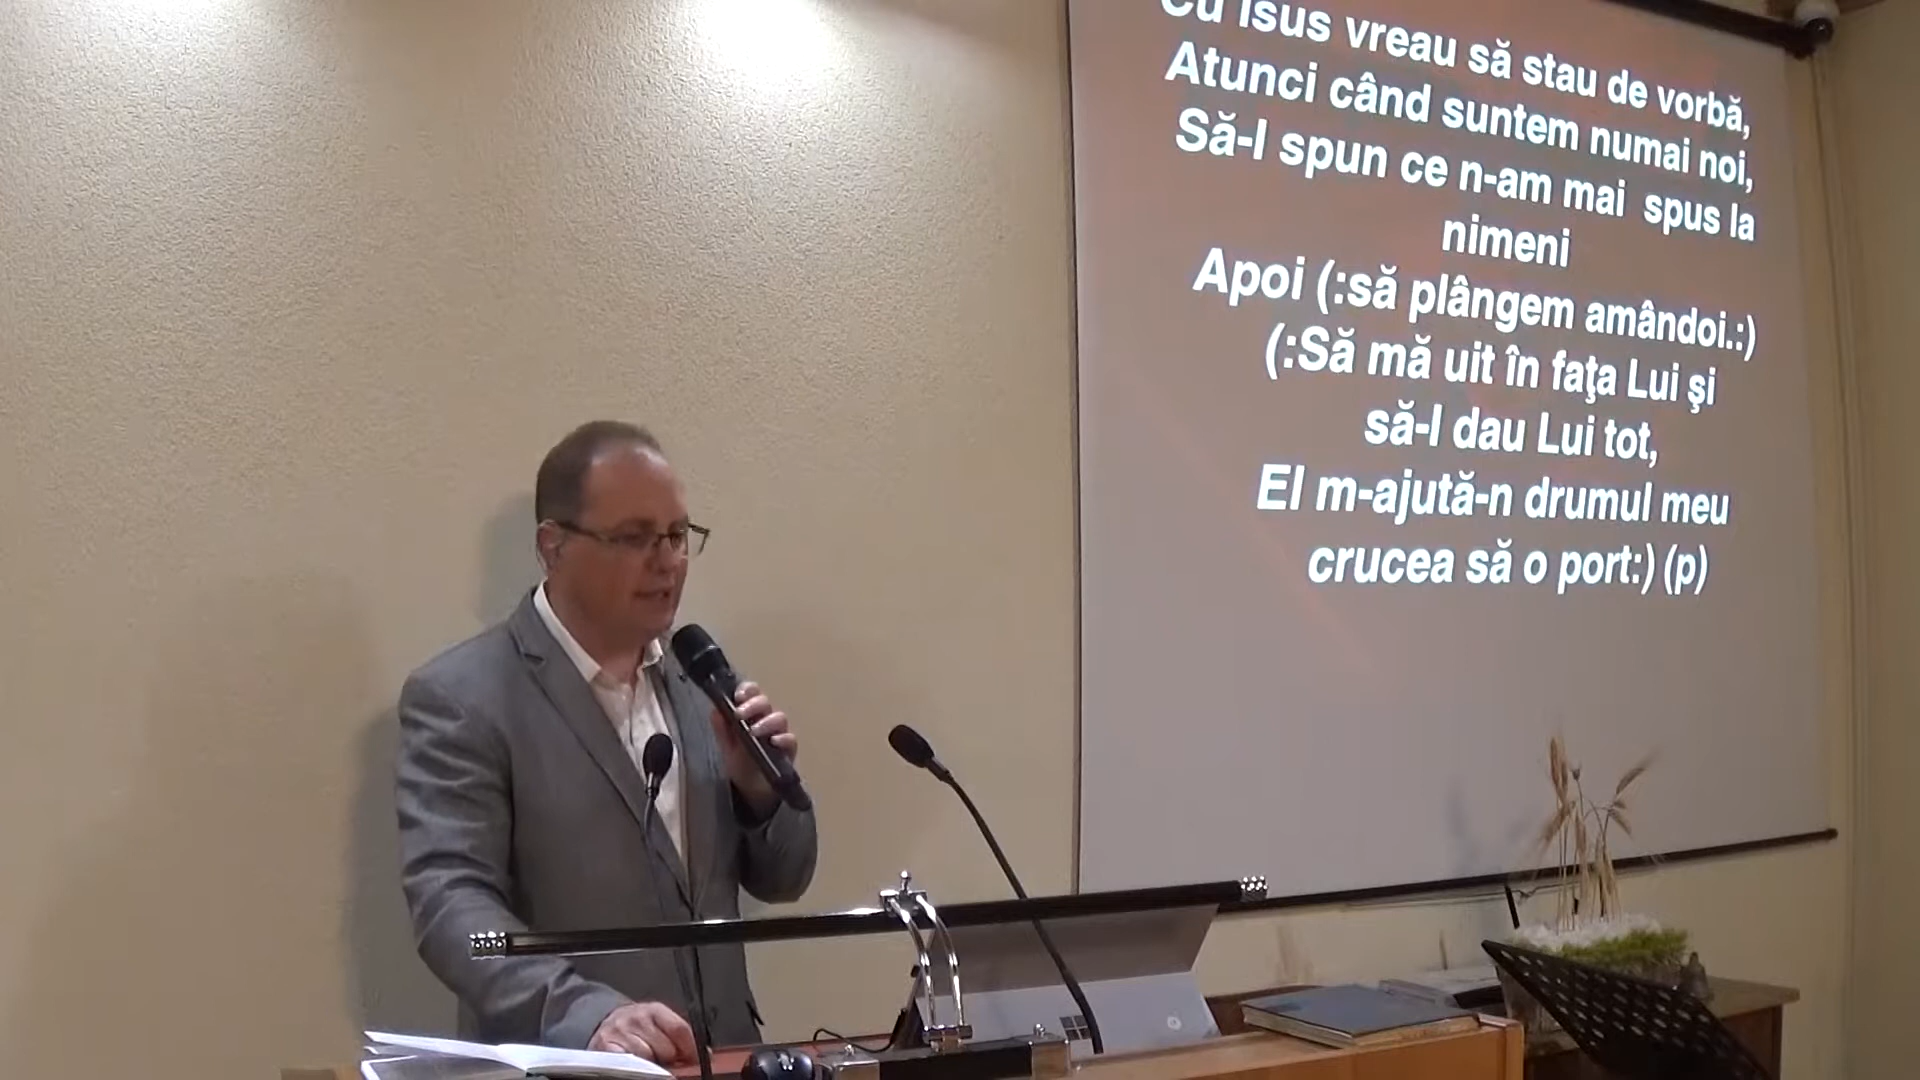 Cu Isus vreau să stau de vorbă,
Atunci când suntem numai noi,
Să-I spun ce n-am mai spus la
nimeni
Apoi (:să plângem amândoi.:)
(:Să mă uit în faţa Lui şi
să-I dau Lui tot,
El m-ajută-n drumul meu
crucea să o port:) (p)